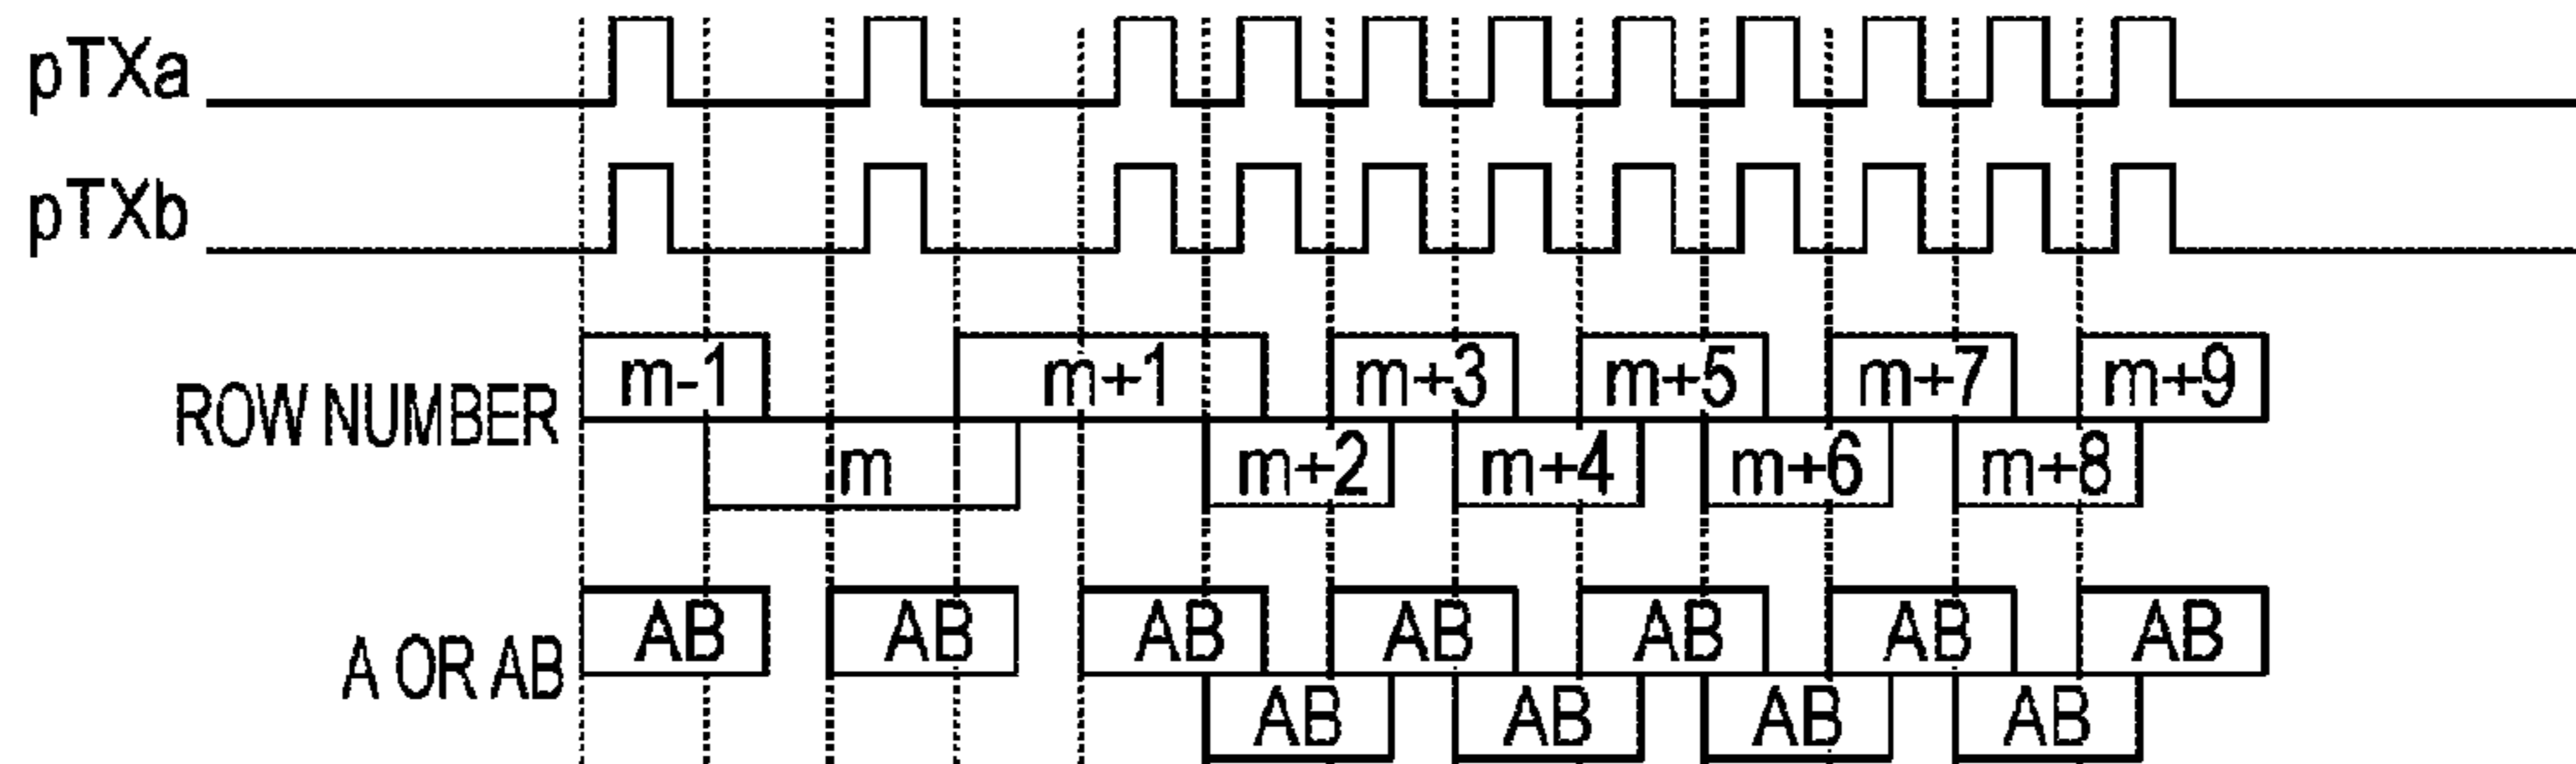 pTXa
pTXb
ROW NUMBER
m-1 m+1 m+3 m+5 m+7 m+9
m m+2 m+4 m+6 m+8
A OR AB
AB AB AB AB AB AB AB
AB AB AB AB